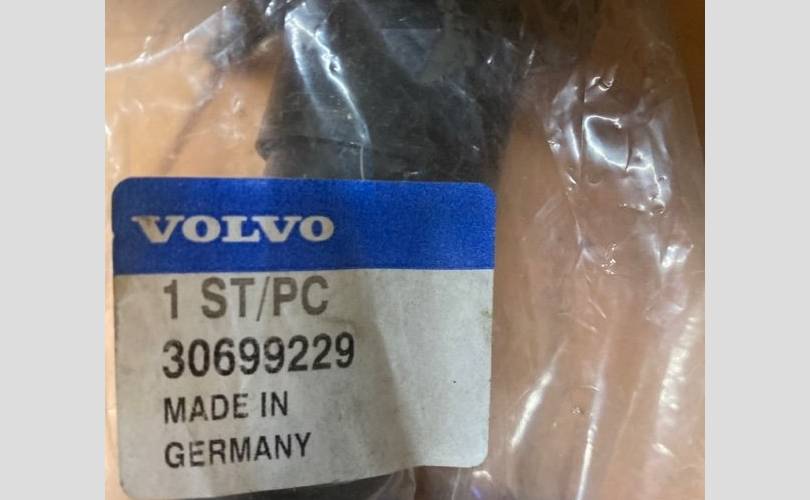 VOLVO
1 ST/PC
30699229
MADE IN
GERMANY